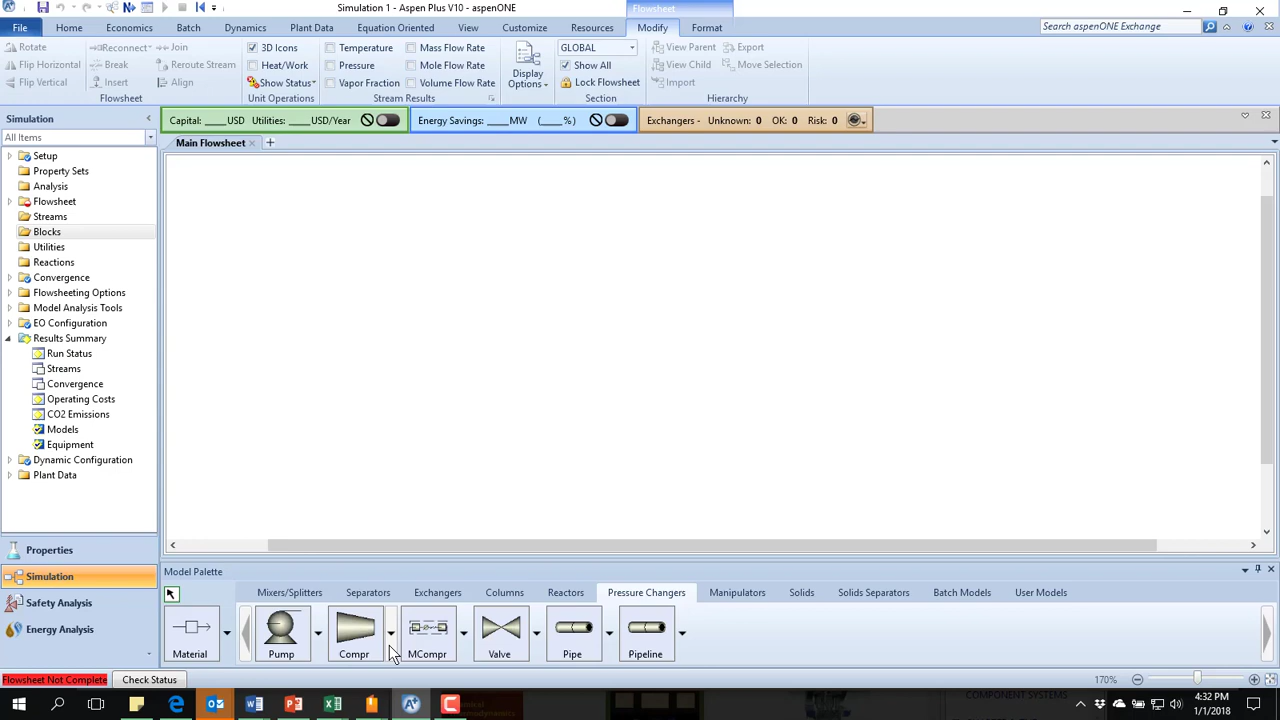 Simulation 1 - Aspen Plus V10 - aspenONE
Flowsheet
File Home Economics Batch Dynamics Plant Data Equation Oriented View Customize Resources Modify Format
Search aspenONE Exchange
Rotate Reconnect Join 3D Icons Temperature Mass Flow Rate GLOBAL View Parent Export
Flip Horizontal Break Reroute Stream Heat/Work Pressure Mole Flow Rate Display Options Show All View Child Move Selection
Flip Vertical Insert Align Show Status Vapor Fraction Volume Flow Rate Lock Flowsheet Import
Flowsheet Unit Operations Stream Results Section Hierarchy
Simulation
Capital: ____USD Utilities: ____USD/Year
Energy Savings: ____MW (____%)
Exchangers - Unknown: 0 OK: 0 Risk: 0
All Items
Main Flowsheet
Setup
Property Sets
Analysis
Flowsheet
Streams
Blocks
Utilities
Reactions
Convergence
Flowsheeting Options
Model Analysis Tools
EO Configuration
Results Summary
Run Status
Streams
Convergence
Operating Costs
CO2 Emissions
Models
Equipment
Dynamic Configuration
Plant Data
Properties
Simulation
Safety Analysis
Energy Analysis
Model Palette
Mixers/Splitters Separators Exchangers Columns Reactors Pressure Changers Manipulators Solids Solids Separators Batch Models User Models
Material Pump Compr MCompr Valve Pipe Pipeline
Flowsheet Not Complete Check Status 170%
COMPONENT SYSTEMS
4:32 PM
1/1/2018